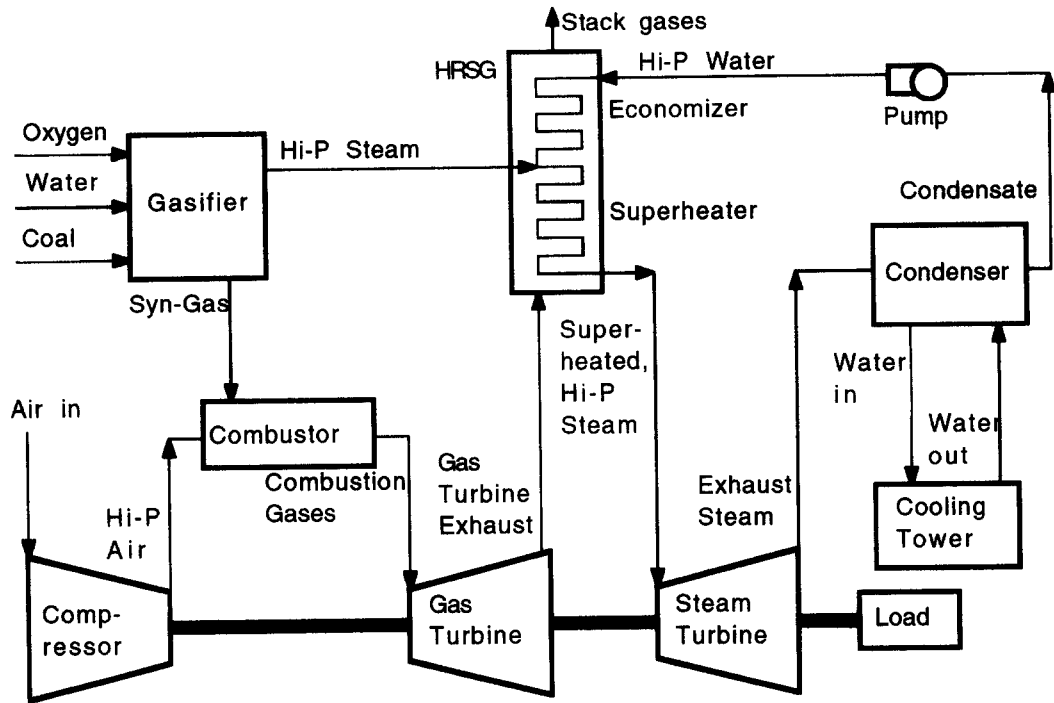 Stack gases
HRSG
Hi-P Water
Economizer
Pump
Oxygen
Hi-P Steam
Water
Gasifier
Superheater
Condensate
Coal
Condenser
Syn-Gas
Super-
heated,
Hi-P
Steam
Water
in
Air in
Combustor
Water
out
Combustion
Gases
Gas
Turbine
Exhaust
Exhaust
Steam
Hi-P
Air
Cooling
Tower
Comp-
ressor
Gas
Turbine
Steam
Turbine
Load